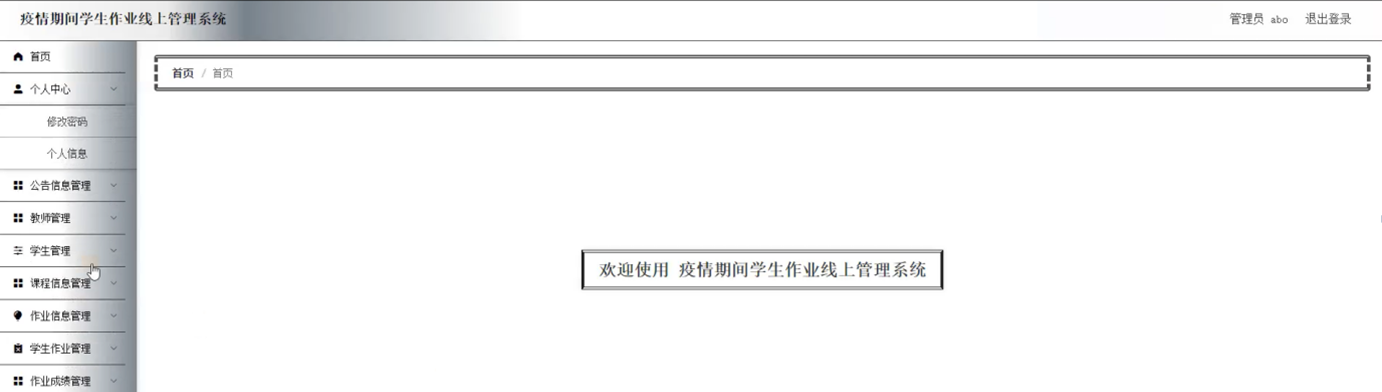 疫情期间学生作业线上管理系统
管理员 abo 退出登录
首页
个人中心
修改密码
个人信息
公告信息管理
教师管理
学生管理
课程信息管理
作业信息管理
学生作业管理
作业成绩管理
首页 / 首页
欢迎使用 疫情期间学生作业线上管理系统